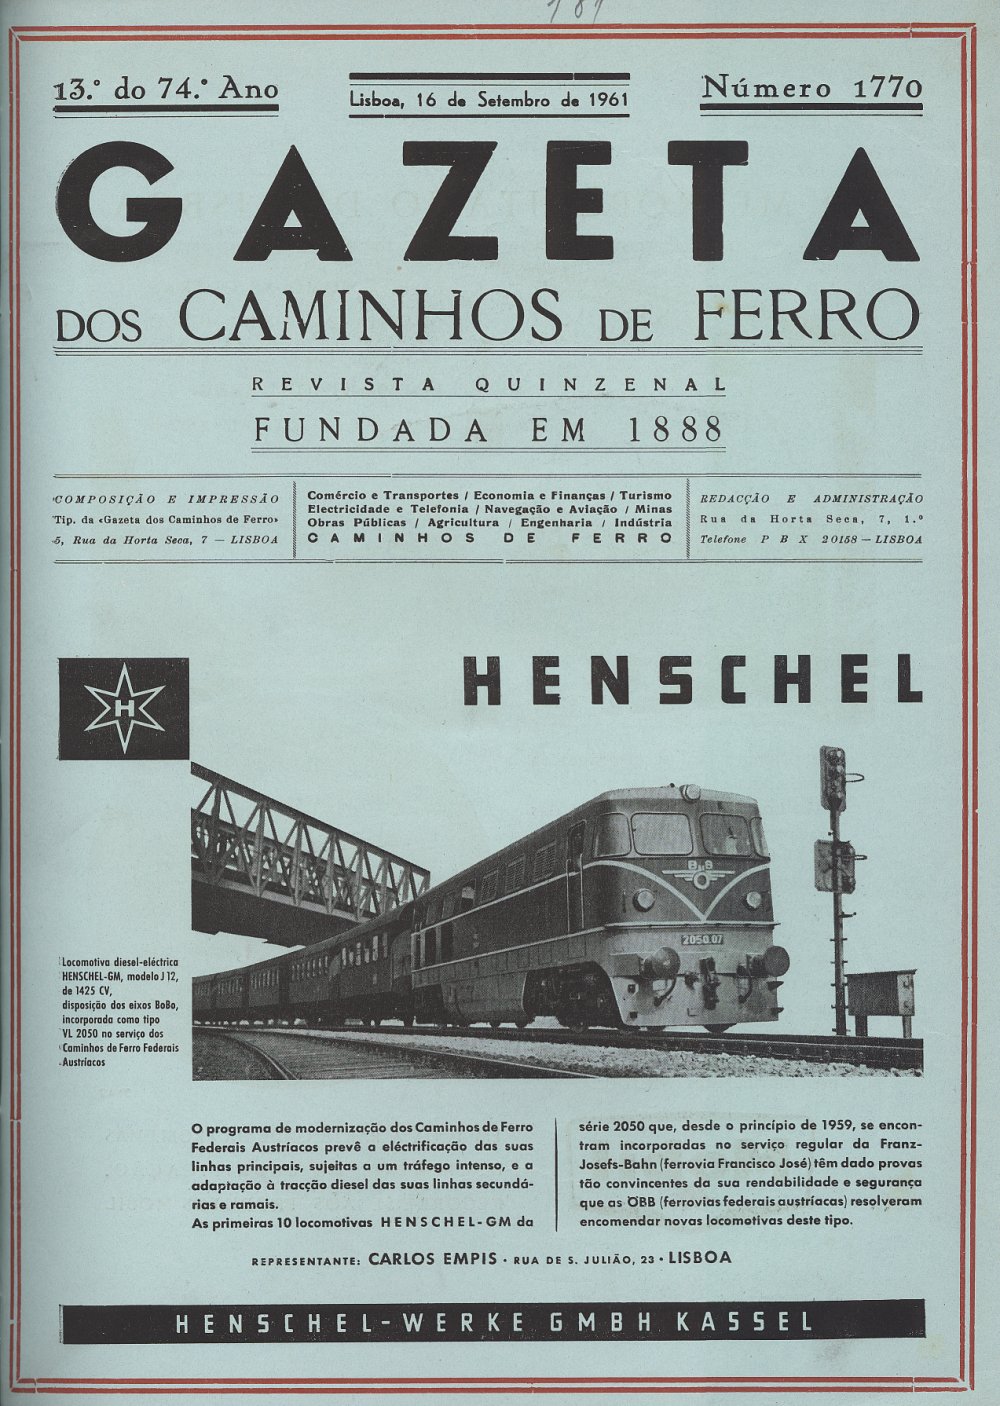 13.º do 74.º Ano
Lisboa, 16 de Setembro de 1961
Número 1770
GAZETA
DOS CAMINHOS DE FERRO
REVISTA QUINZENAL
FUNDADA EM 1888
COMPOSIÇÃO E IMPRESSÃO
Tip. da «Gazeta dos Caminhos de Ferro»
5, Rua da Horta Seca, 7 — LISBOA
Comércio e Transportes / Economia e Finanças / Turismo
Electricidade e Telefonia / Navegação e Aviação / Minas
Obras Públicas / Agricultura / Engenharia / Indústria
CAMINHOS DE FERRO
REDACÇÃO E ADMINISTRAÇÃO
Rua da Horta Seca, 7, 1.º
Telefone P B X 20158 — LISBOA
H
HENSCHEL
BBÖ
2050.07
Locomotiva diesel-eléctrica
HENSCHEL-GM, modelo J 12,
de 1425 CV,
disposição dos eixos BoBo,
incorporada como tipo
VL 2050 no serviço dos
Caminhos de Ferro Federais
Austríacos
O programa de modernização dos Caminhos de Ferro
Federais Austríacos prevê a eléctrificação das suas
linhas principais, sujeitas a um tráfego intenso, e a
adaptação à tracção diesel das suas linhas secundá-
rias e ramais.
As primeiras 10 locomotivas HENSCHEL-GM da
série 2050 que, desde o princípio de 1959, se encon-
tram incorporadas no serviço regular da Franz-
Josefs-Bahn (ferrovia Francisco José) têm dado provas
tão convincentes da sua rendabilidade e segurança
que as ÖBB (ferrovias federais austríacas) resolveram
encomendar novas locomotivas deste tipo.
REPRESENTANTE: CARLOS EMPIS · RUA DE S. JULIÃO, 23 · LISBOA
HENSCHEL-WERKE GMBH KASSEL